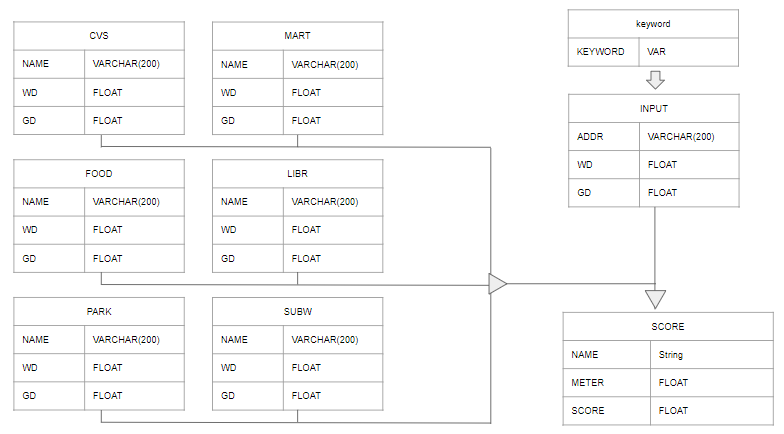 CVS
NAME VARCHAR(200)
WD FLOAT
GD FLOAT
MART
NAME VARCHAR(200)
WD FLOAT
GD FLOAT
keyword
KEYWORD VAR
INPUT
ADDR VARCHAR(200)
WD FLOAT
GD FLOAT
FOOD
NAME VARCHAR(200)
WD FLOAT
GD FLOAT
LIBR
NAME VARCHAR(200)
WD FLOAT
GD FLOAT
PARK
NAME VARCHAR(200)
WD FLOAT
GD FLOAT
SUBW
NAME VARCHAR(200)
WD FLOAT
GD FLOAT
SCORE
NAME String
METER FLOAT
SCORE FLOAT